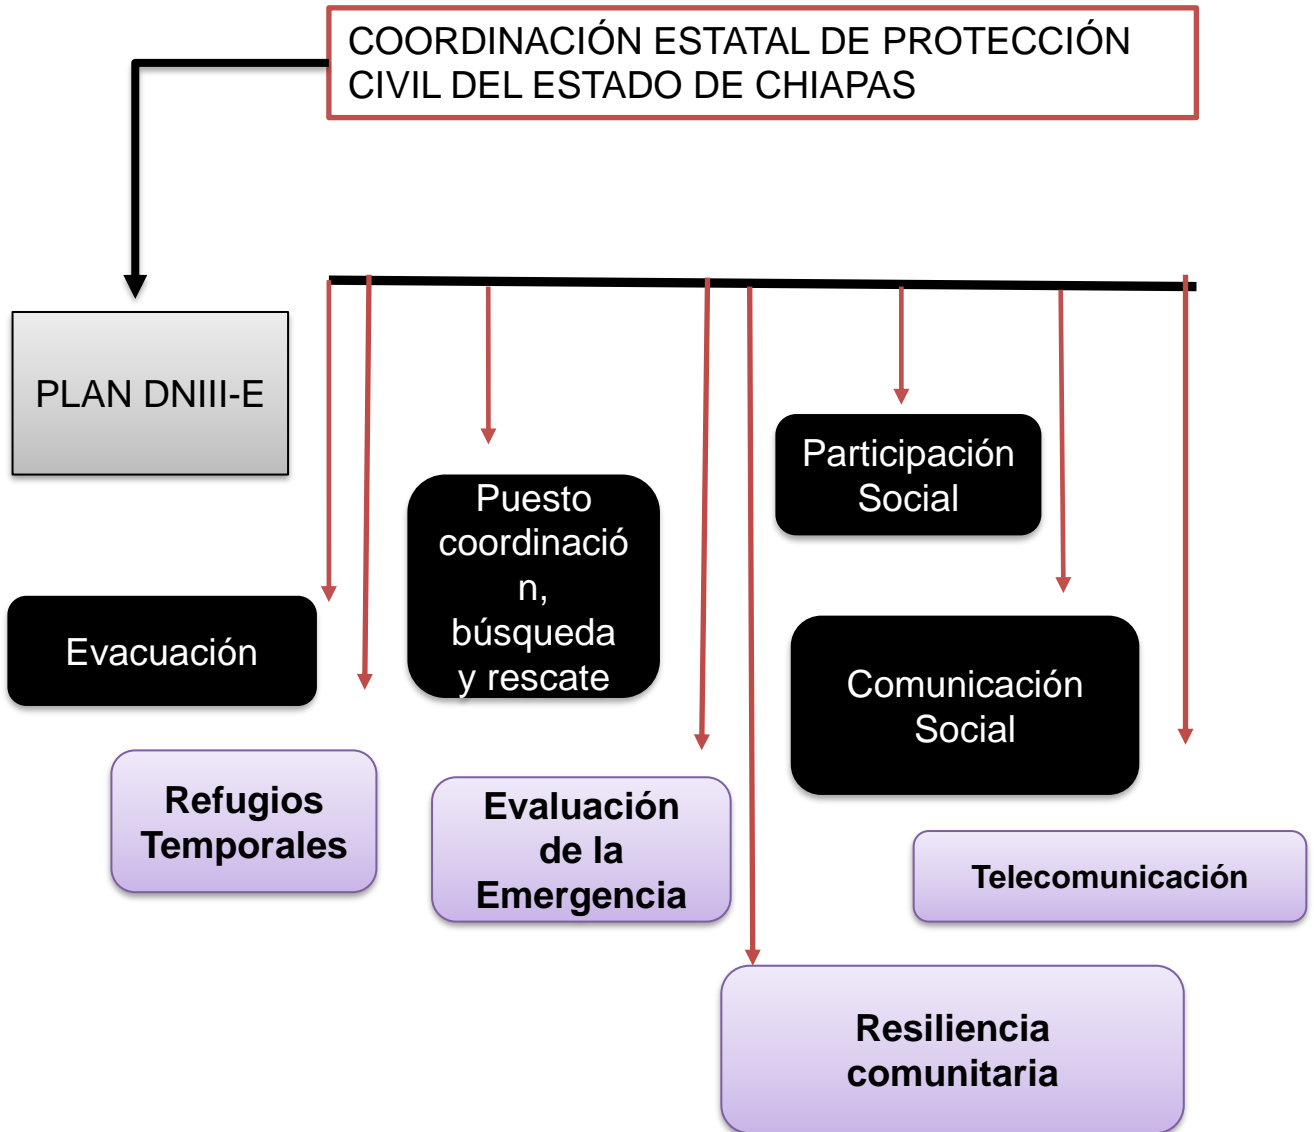 COORDINACIÓN ESTATAL DE PROTECCIÓN
CIVIL DEL ESTADO DE CHIAPAS
PLAN DNIII-E
Participación
Social
Puesto
coordinació
n,
búsqueda
y rescate
Evacuación
Comunicación
Social
Refugios
Temporales
Evaluación
de la
Emergencia
Telecomunicación
Resiliencia
comunitaria